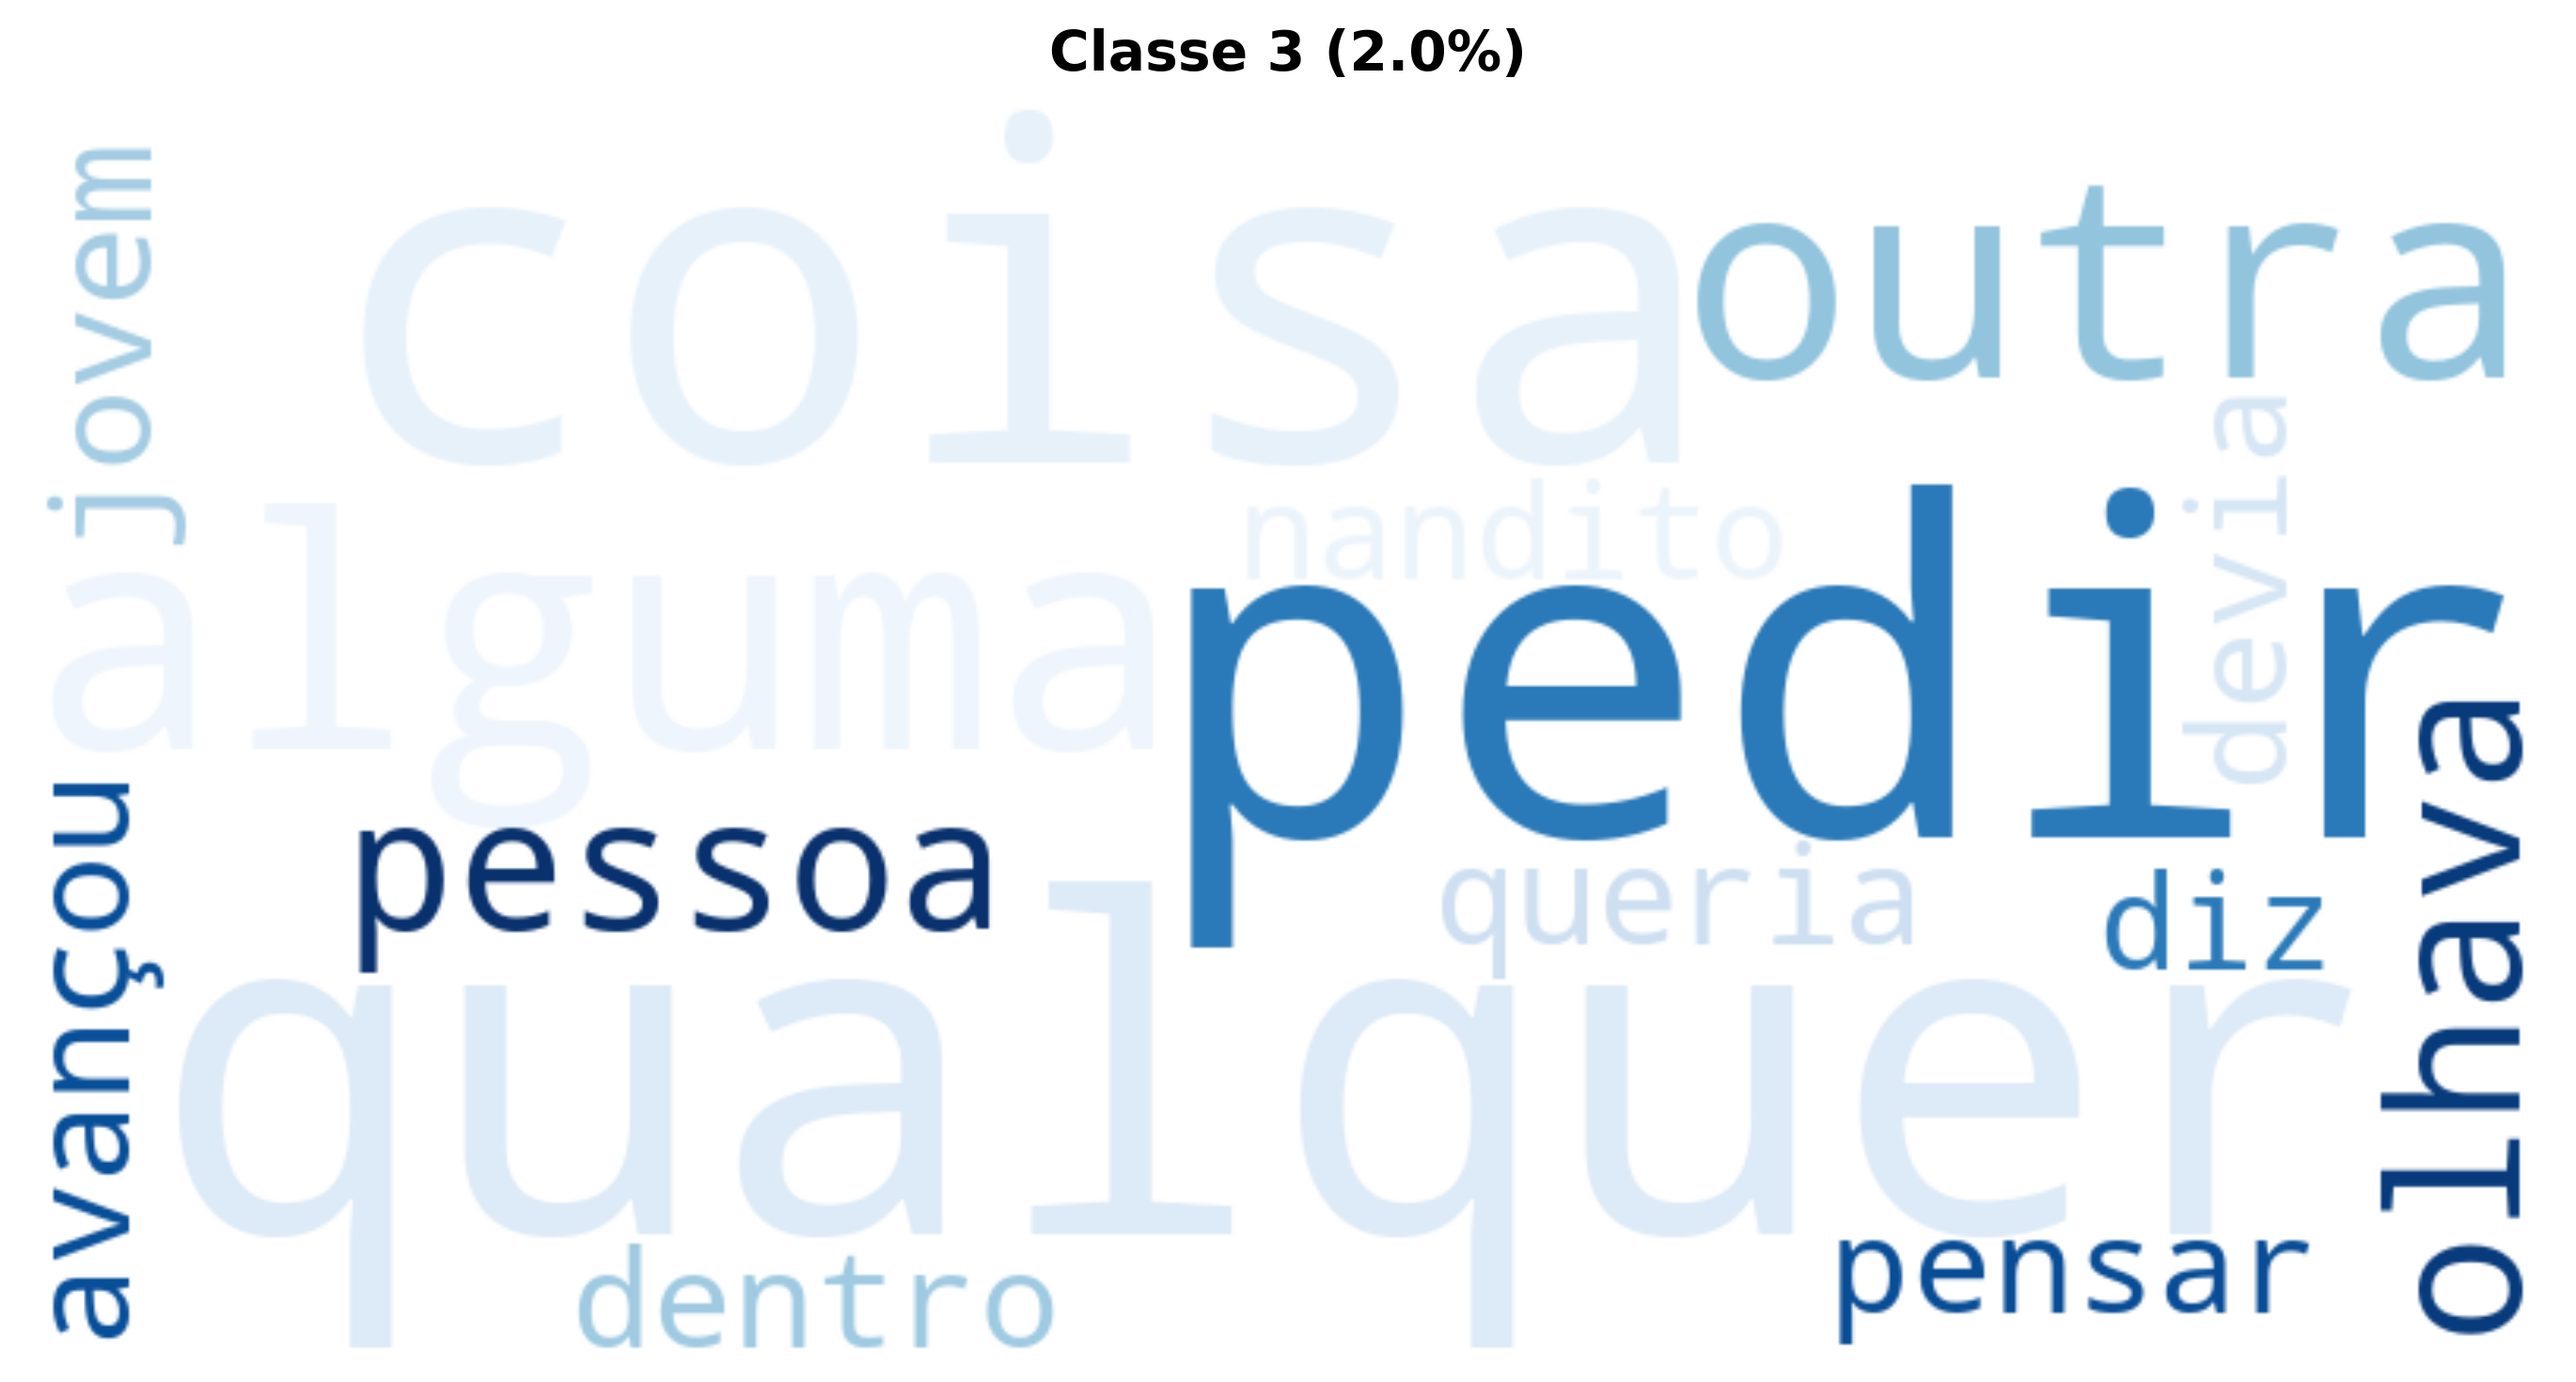 Classe 3 (2.0%)
jovem
coisa
outra
nandito
devia
alguma
pedir
avançou
pessoa
queria
diz
olhava
qualquer
dentro
pensar